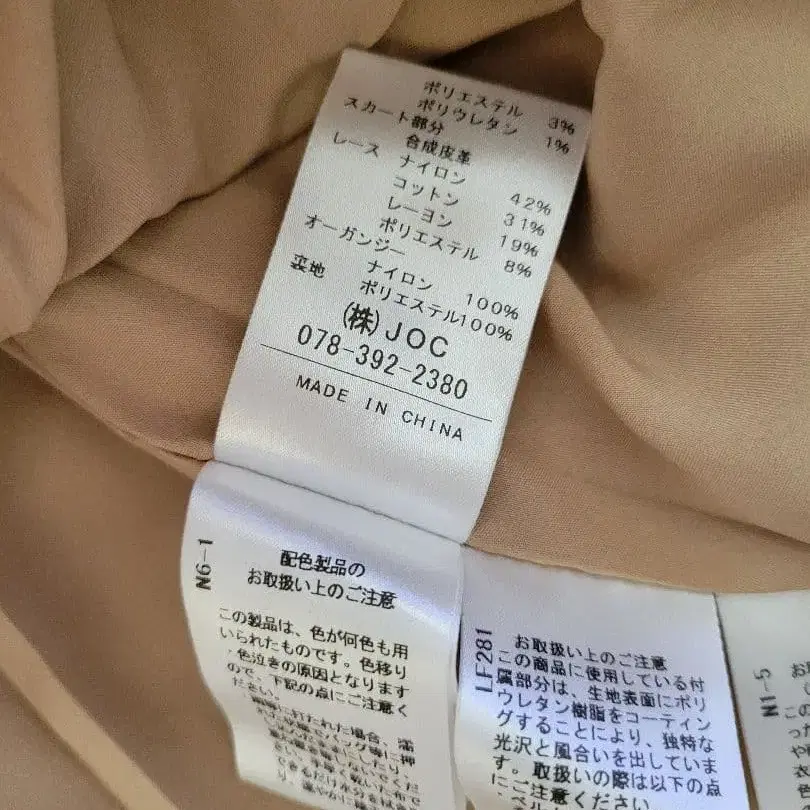 ポリエステル 3%
ポリウレタン 1%
スカート部分
合成皮革
レース ナイロン 42%
コットン 31%
レーヨン 19%
ポリエステル 8%
オーガンジー
ナイロン 100%
裏地 ポリエステル100%
(株)JOC
078-392-2380
MADE IN CHINA
N6-1
配色製品の
お取扱い上のご注意
この製品は、色が何色も用
いられたものです。色移り
・色泣きの原因となります
ので、下記の点にご注意く
ださい。
LF281
お取扱い上のご注意
この商品に使用している付
属部分は、生地表面にポリ
ウレタン樹脂をコーティン
グすることにより、独特な
光沢と風合いを出していま
す。取扱いの際は以下の点
N1-5